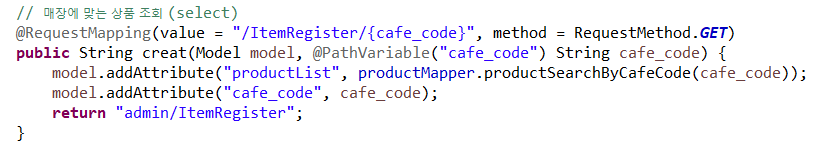 // 매장에 맞는 상품 조회 (select)
@RequestMapping(value = "/ItemRegister/{cafe_code}", method = RequestMethod.GET)
public String creat(Model model, @PathVariable("cafe_code") String cafe_code) {
    model.addAttribute("productList", productMapper.productSearchByCafeCode(cafe_code));
    model.addAttribute("cafe_code", cafe_code);
    return "admin/ItemRegister";
}